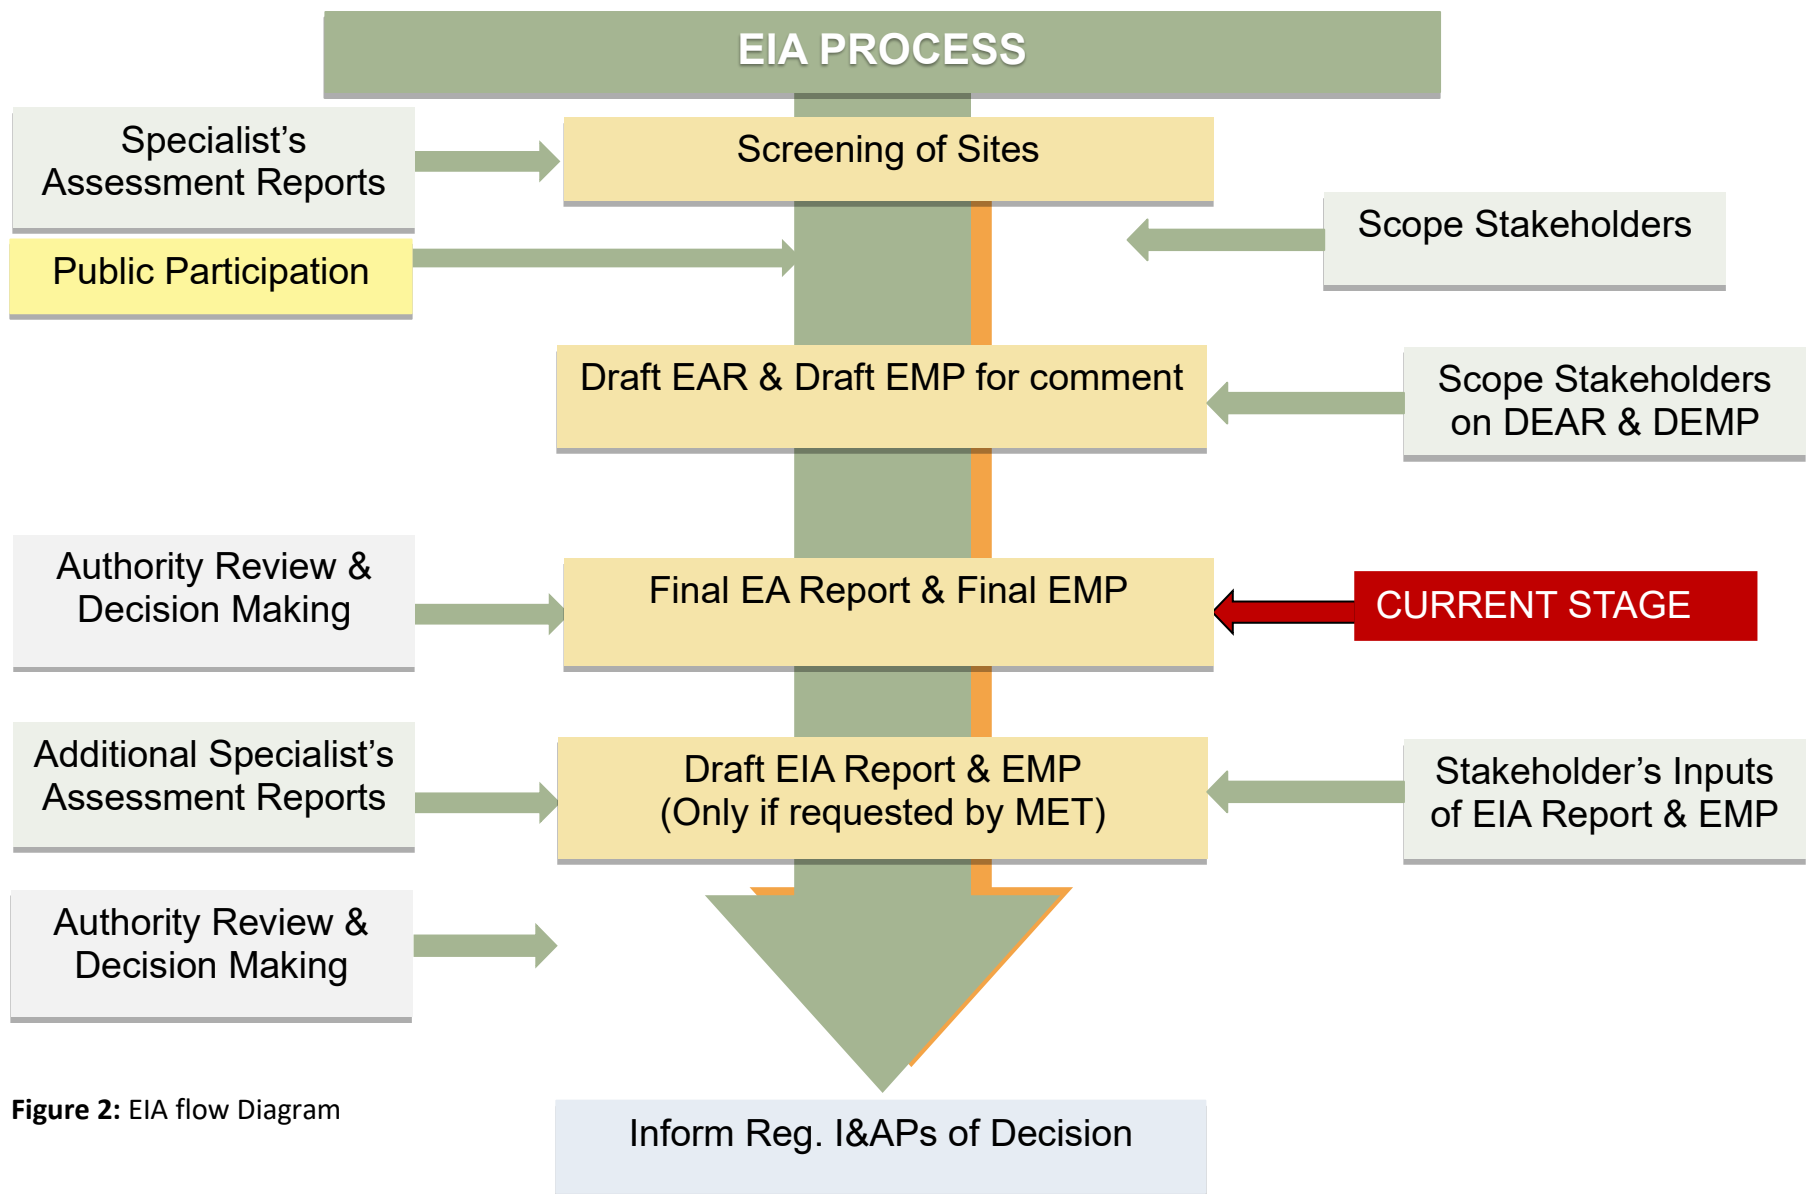 EIA PROCESS
Specialist’s
Assessment Reports
Screening of Sites
Scope Stakeholders
Public Participation
Draft EAR & Draft EMP for comment
Scope Stakeholders
on DEAR & DEMP
Authority Review &
Decision Making
Final EA Report & Final EMP
CURRENT STAGE
Additional Specialist’s
Assessment Reports
Draft EIA Report & EMP
(Only if requested by MET)
Stakeholder’s Inputs
of EIA Report & EMP
Authority Review &
Decision Making
Figure 2: EIA flow Diagram
Inform Reg. I&APs of Decision